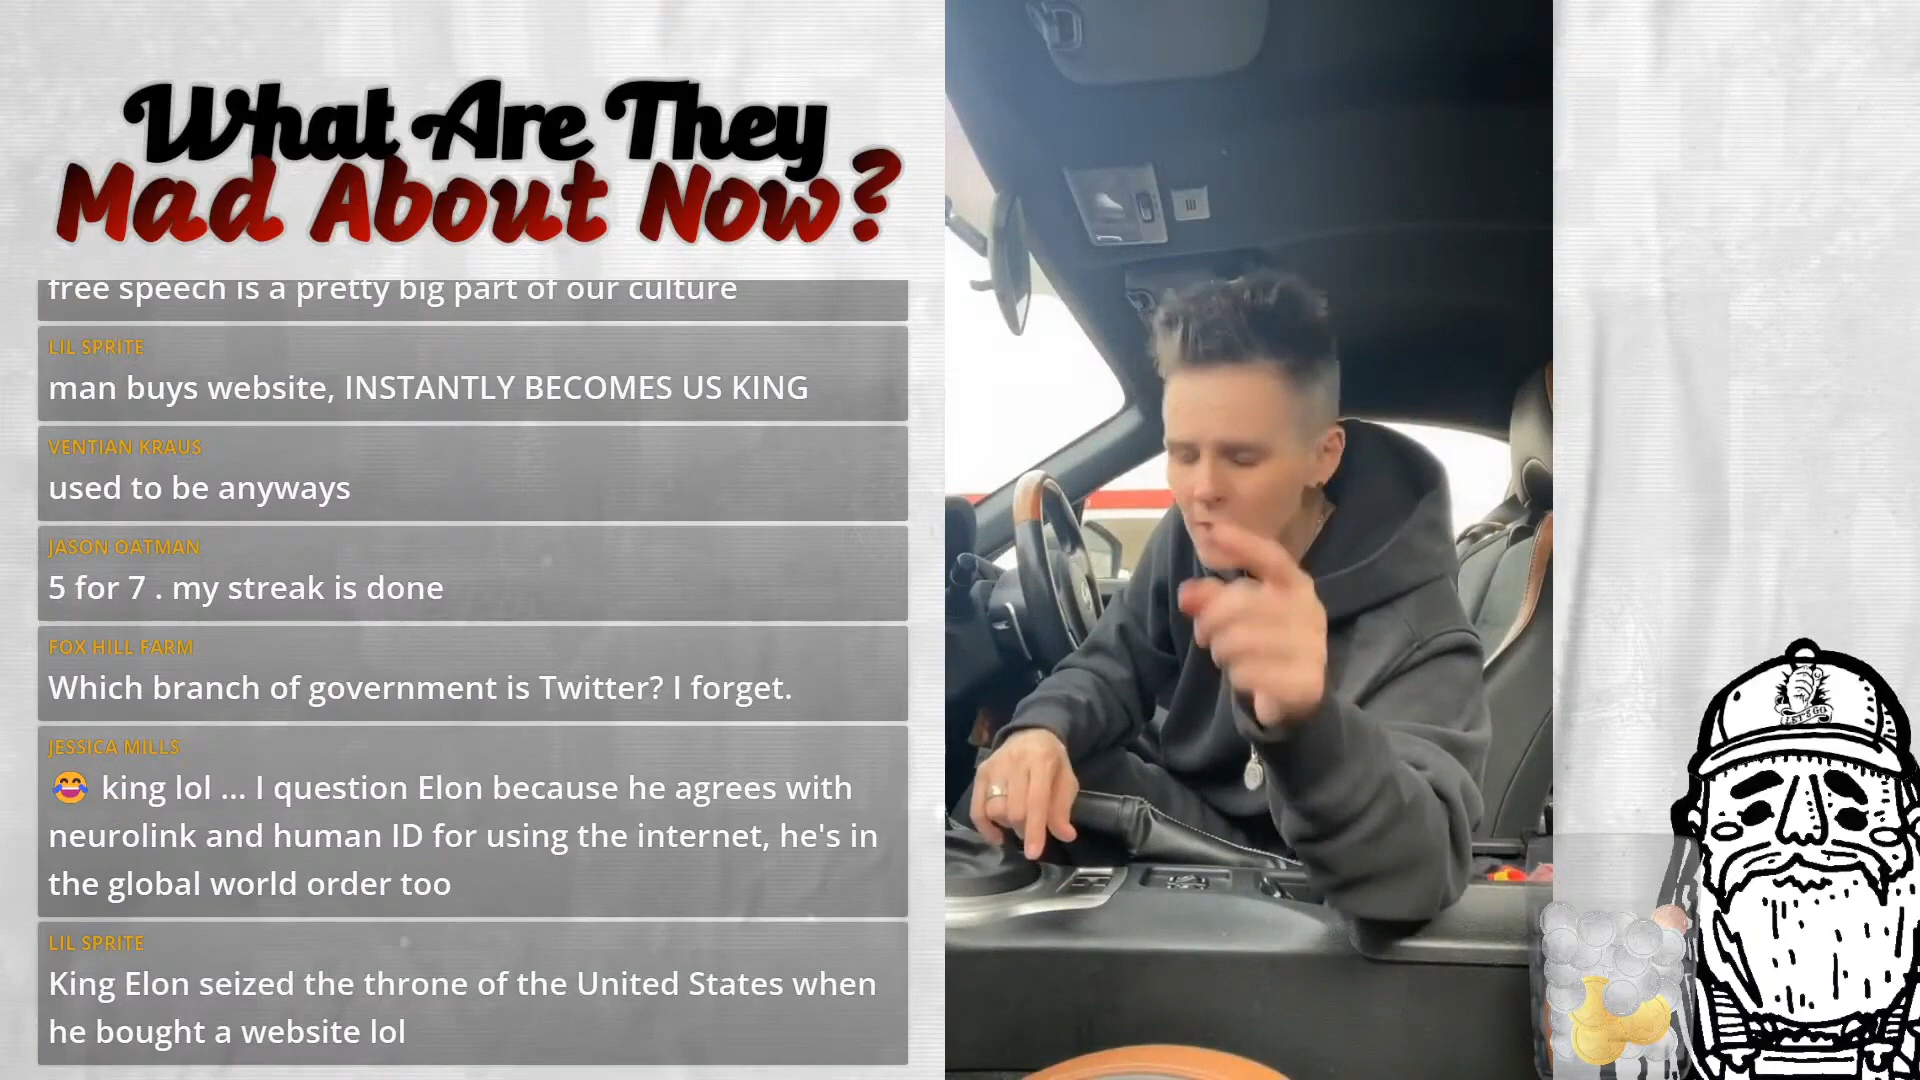 What Are They
Mad About Now?
free speech is a pretty big part of our culture
LIL SPRITE
man buys website, INSTANTLY BECOMES US KING
VENTIAN KRAUS
used to be anyways
JASON OATMAN
5 for 7 . my streak is done
FOX HILL FARM
Which branch of government is Twitter? I forget.
JESSICA MILLS
😂 king lol ... I question Elon because he agrees with
neurolink and human ID for using the internet, he's in
the global world order too
LIL SPRITE
King Elon seized the throne of the United States when
he bought a website lol
LET'S GO